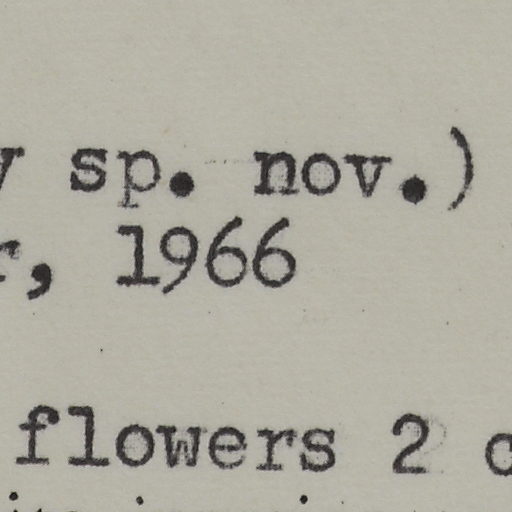 sp. nov.)
, 1966
flowers 2